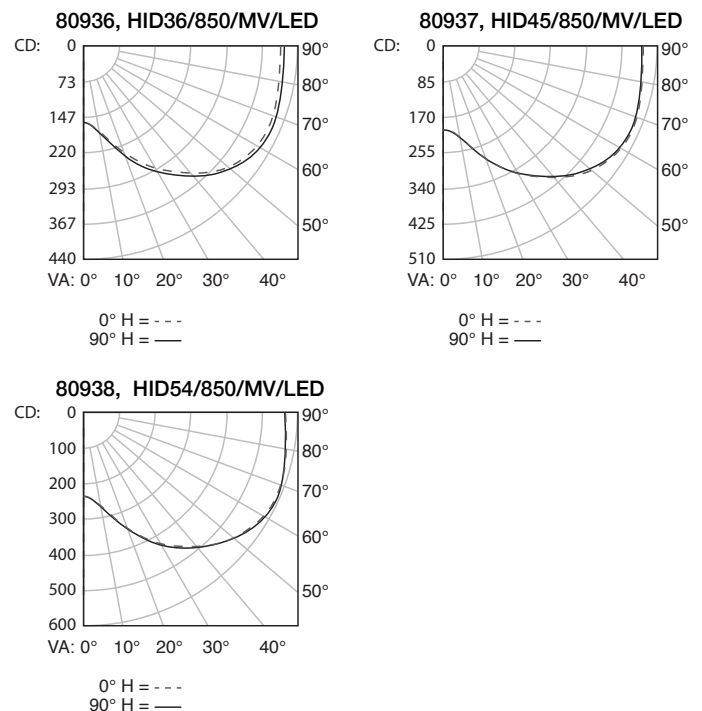 80936, HID36/850/MV/LED
CD: 0
73
147
220
293
367
440
90°
80°
70°
60°
50°
VA: 0° 10° 20° 30° 40°
0° H = - - -
90° H = —
80937, HID45/850/MV/LED
CD: 0
85
170
255
340
425
510
90°
80°
70°
60°
50°
VA: 0° 10° 20° 30° 40°
0° H = - - -
90° H = —
80938, HID54/850/MV/LED
CD: 0
100
200
300
400
500
600
90°
80°
70°
60°
50°
VA: 0° 10° 20° 30° 40°
0° H = - - -
90° H = —